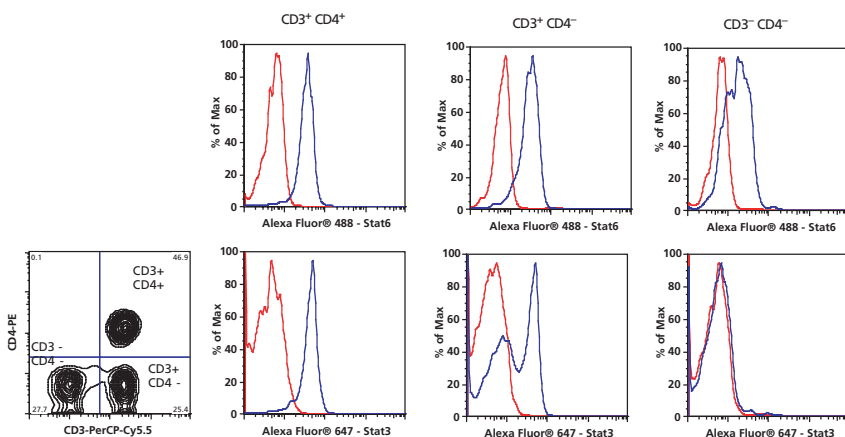 CD3+ CD4+
CD3+ CD4–
CD3– CD4–
100
80
60
40
20
0
% of Max
Alexa Fluor® 488 - Stat6
100
80
60
40
20
0
% of Max
Alexa Fluor® 488 - Stat6
100
80
60
40
20
0
% of Max
Alexa Fluor® 488 - Stat6
0.1
46.9
CD3+
CD4+
CD3 -
CD4 -
CD3+
CD4 -
27.7
25.4
CD4-PE
CD3-PerCP-Cy5.5
100
80
60
40
20
0
% of Max
Alexa Fluor® 647 - Stat3
100
80
60
40
20
0
% of Max
Alexa Fluor® 647 - Stat3
100
80
60
40
20
0
% of Max
Alexa Fluor® 647 - Stat3